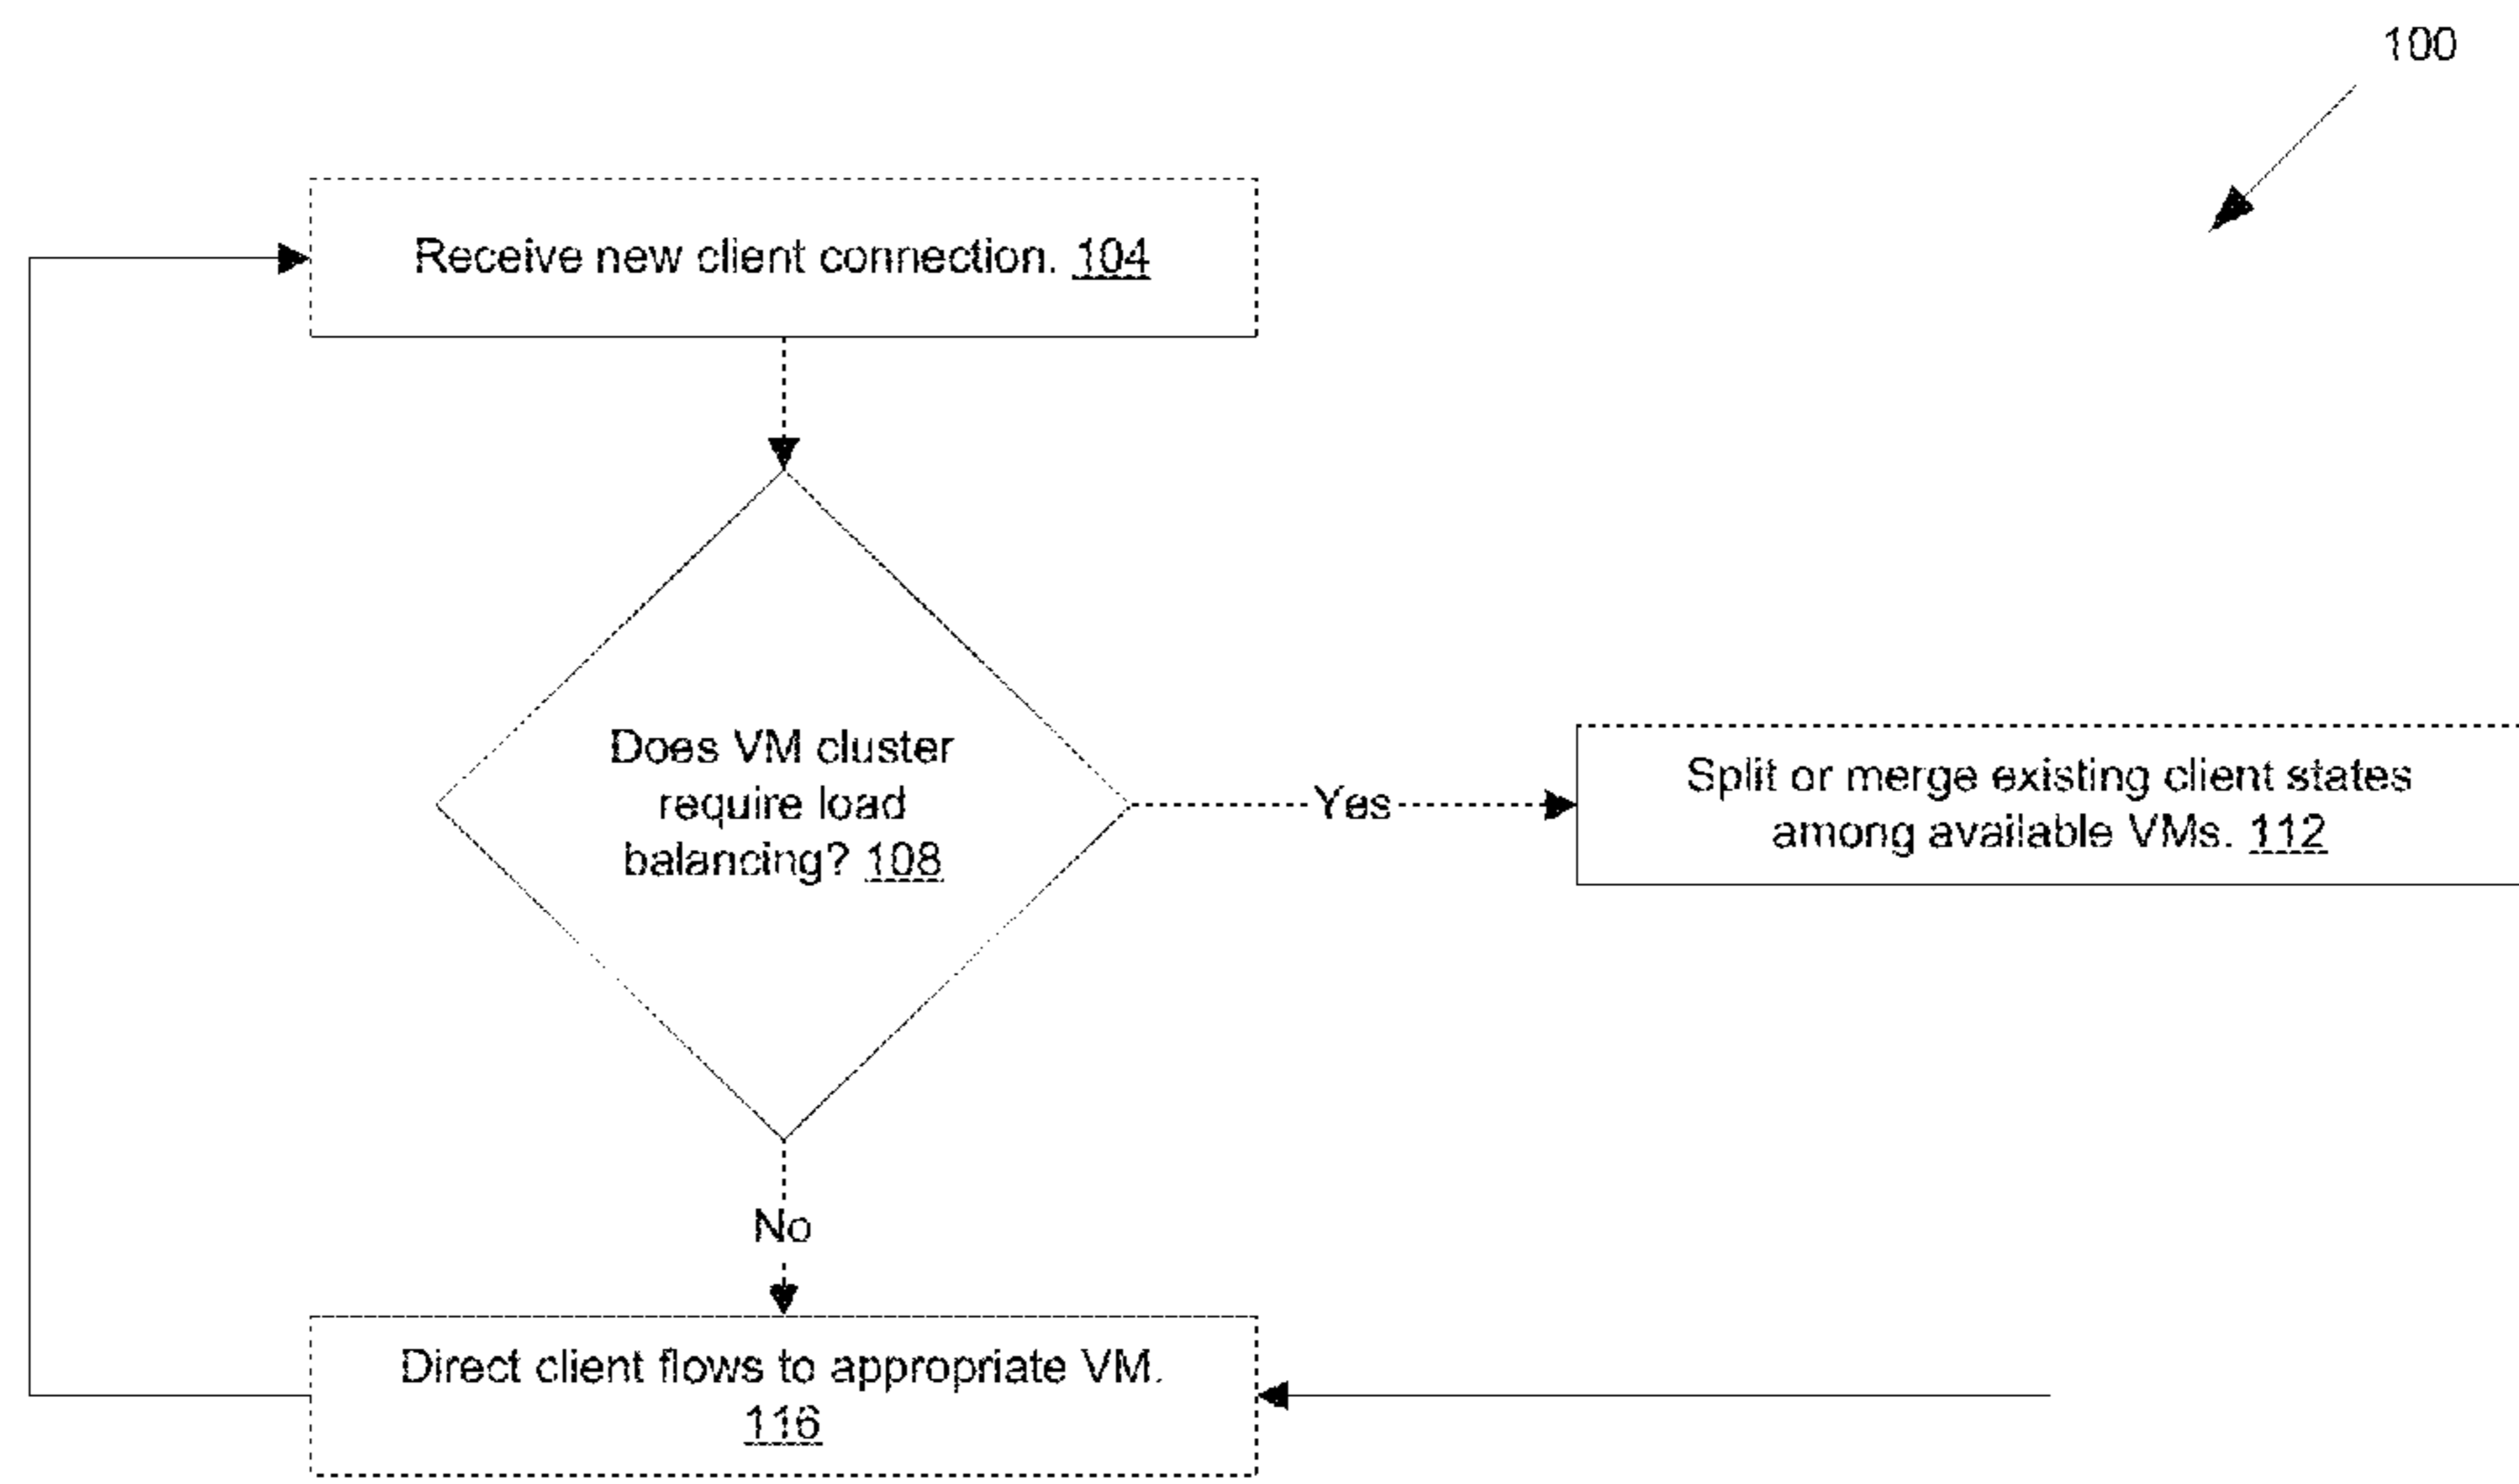 100
Receive new client connection. 104
Does VM cluster
require load
balancing? 108
Yes
Split or merge existing client states
among available VMs. 112
No
Direct client flows to appropriate VM.
116